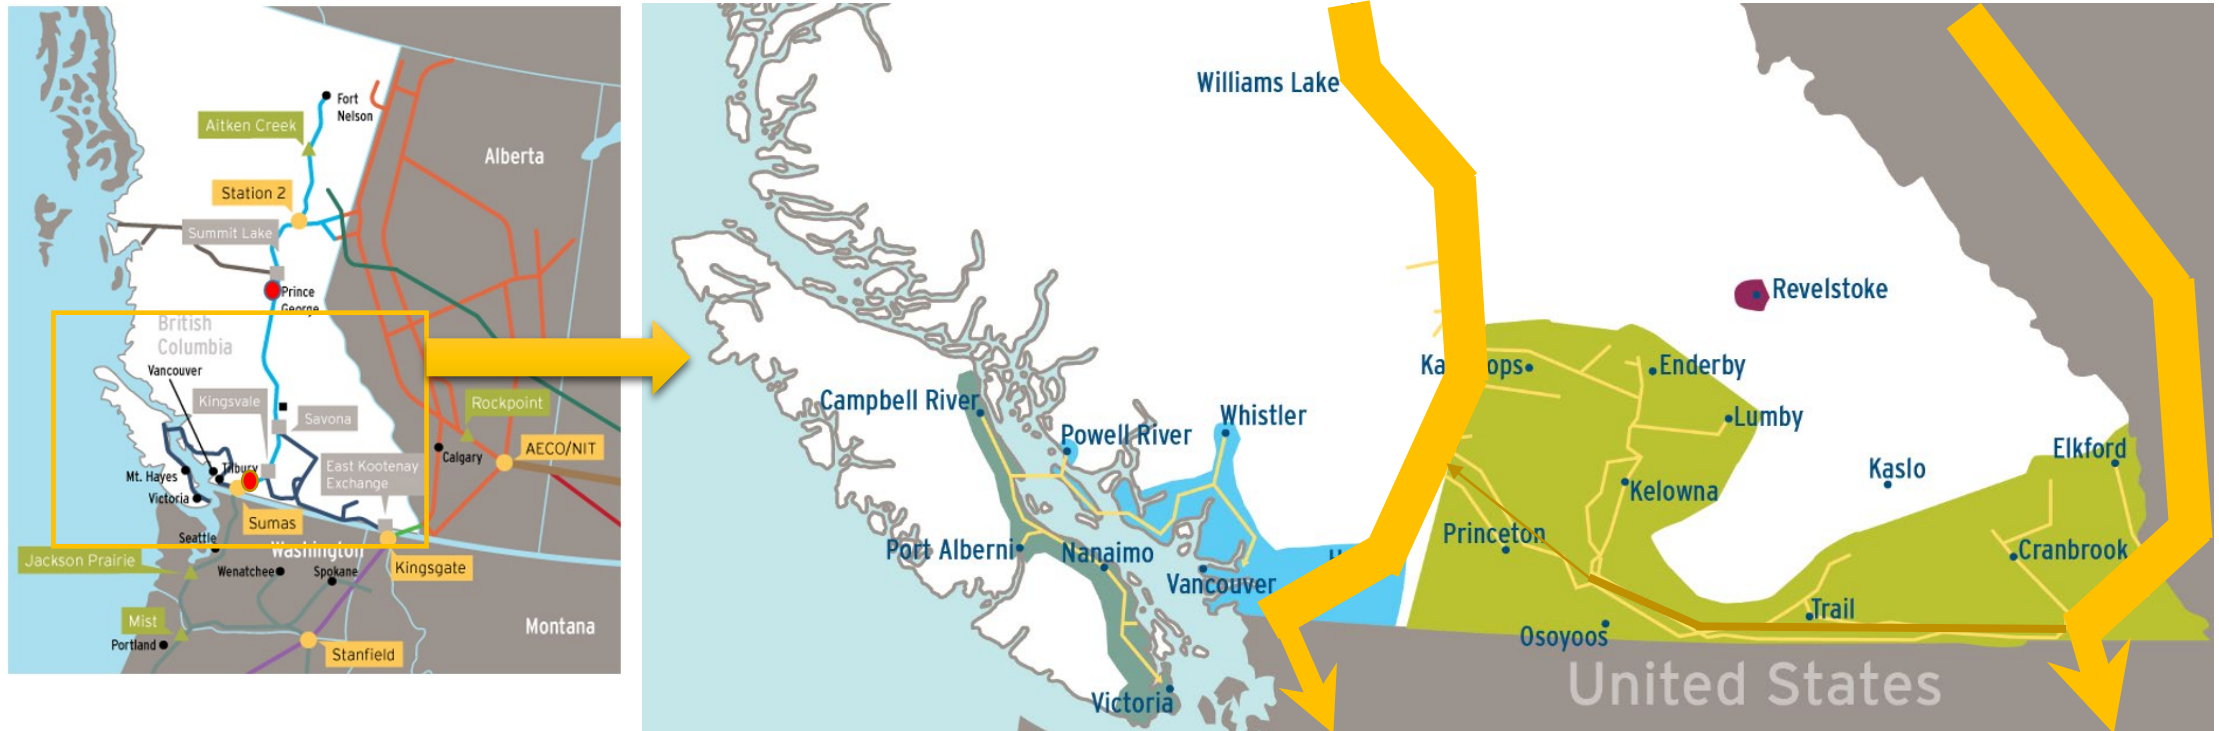 Fort
Nelson
Aitken Creek
Alberta
Station 2
Summit Lake
Prince
George
British
Columbia
Vancouver
Kingsvale
Savona
Rockpoint
AECO/NIT
Calgary
East Kootenay
Exchange
Tilbury
Mt. Hayes
Victoria
Sumas
Seattle
Washington
Jackson Prairie
Wenatchee
Spokane
Kingsgate
Mist
Portland
Stanfield
Montana
Williams Lake
Revelstoke
Ka
ops
Enderby
Campbell River
Whistler
Lumby
Powell River
Elkford
Kaslo
Kelowna
Princeton
Port Alberni
Nanaimo
Cranbrook
Vancouver
Trail
Osoyoos
United States
Victoria